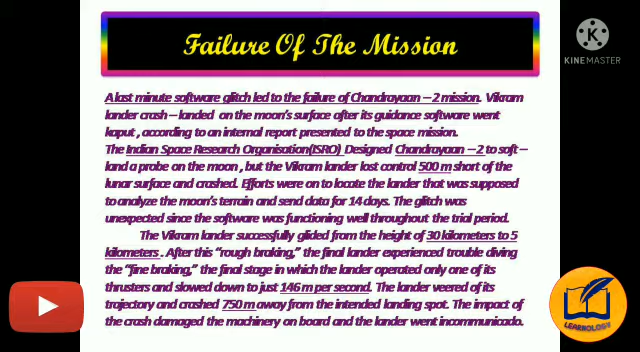 Failure Of The Mission
KINEMASTER
A last minute software glitch led to the failure of Chandrayaan – 2 mission. Vikram
lander crash – landed on the moon's surface after its guidance software went
kaput , according to an internal report presented to the space mission.
The Indian Space Research Organisation(ISRO) Designed Chandrayaan – 2 to soft –
land a probe on the moon , but the Vikram lander lost control 500 m short of the
lunar surface and crashed. Efforts were on to locate the lander that was supposed
to analyze the moon's terrain and send data for 14 days. The glitch was
unexpected since the software was functioning well throughout the trial period.
The Vikram lander successfully glided from the height of 30 kilometers to 5
kilometers . After this “rough braking,” the final lander experienced trouble diving
the “fine braking,” the final stage in which the lander operated only one of its
thrusters and slowed down to just 146 m per second. The lander veered of its
trajectory and crashed 750 m away from the intended landing spot. The impact of
the crash damaged the machinery on board and the lander went incommunicado.
LEARNOLOGY